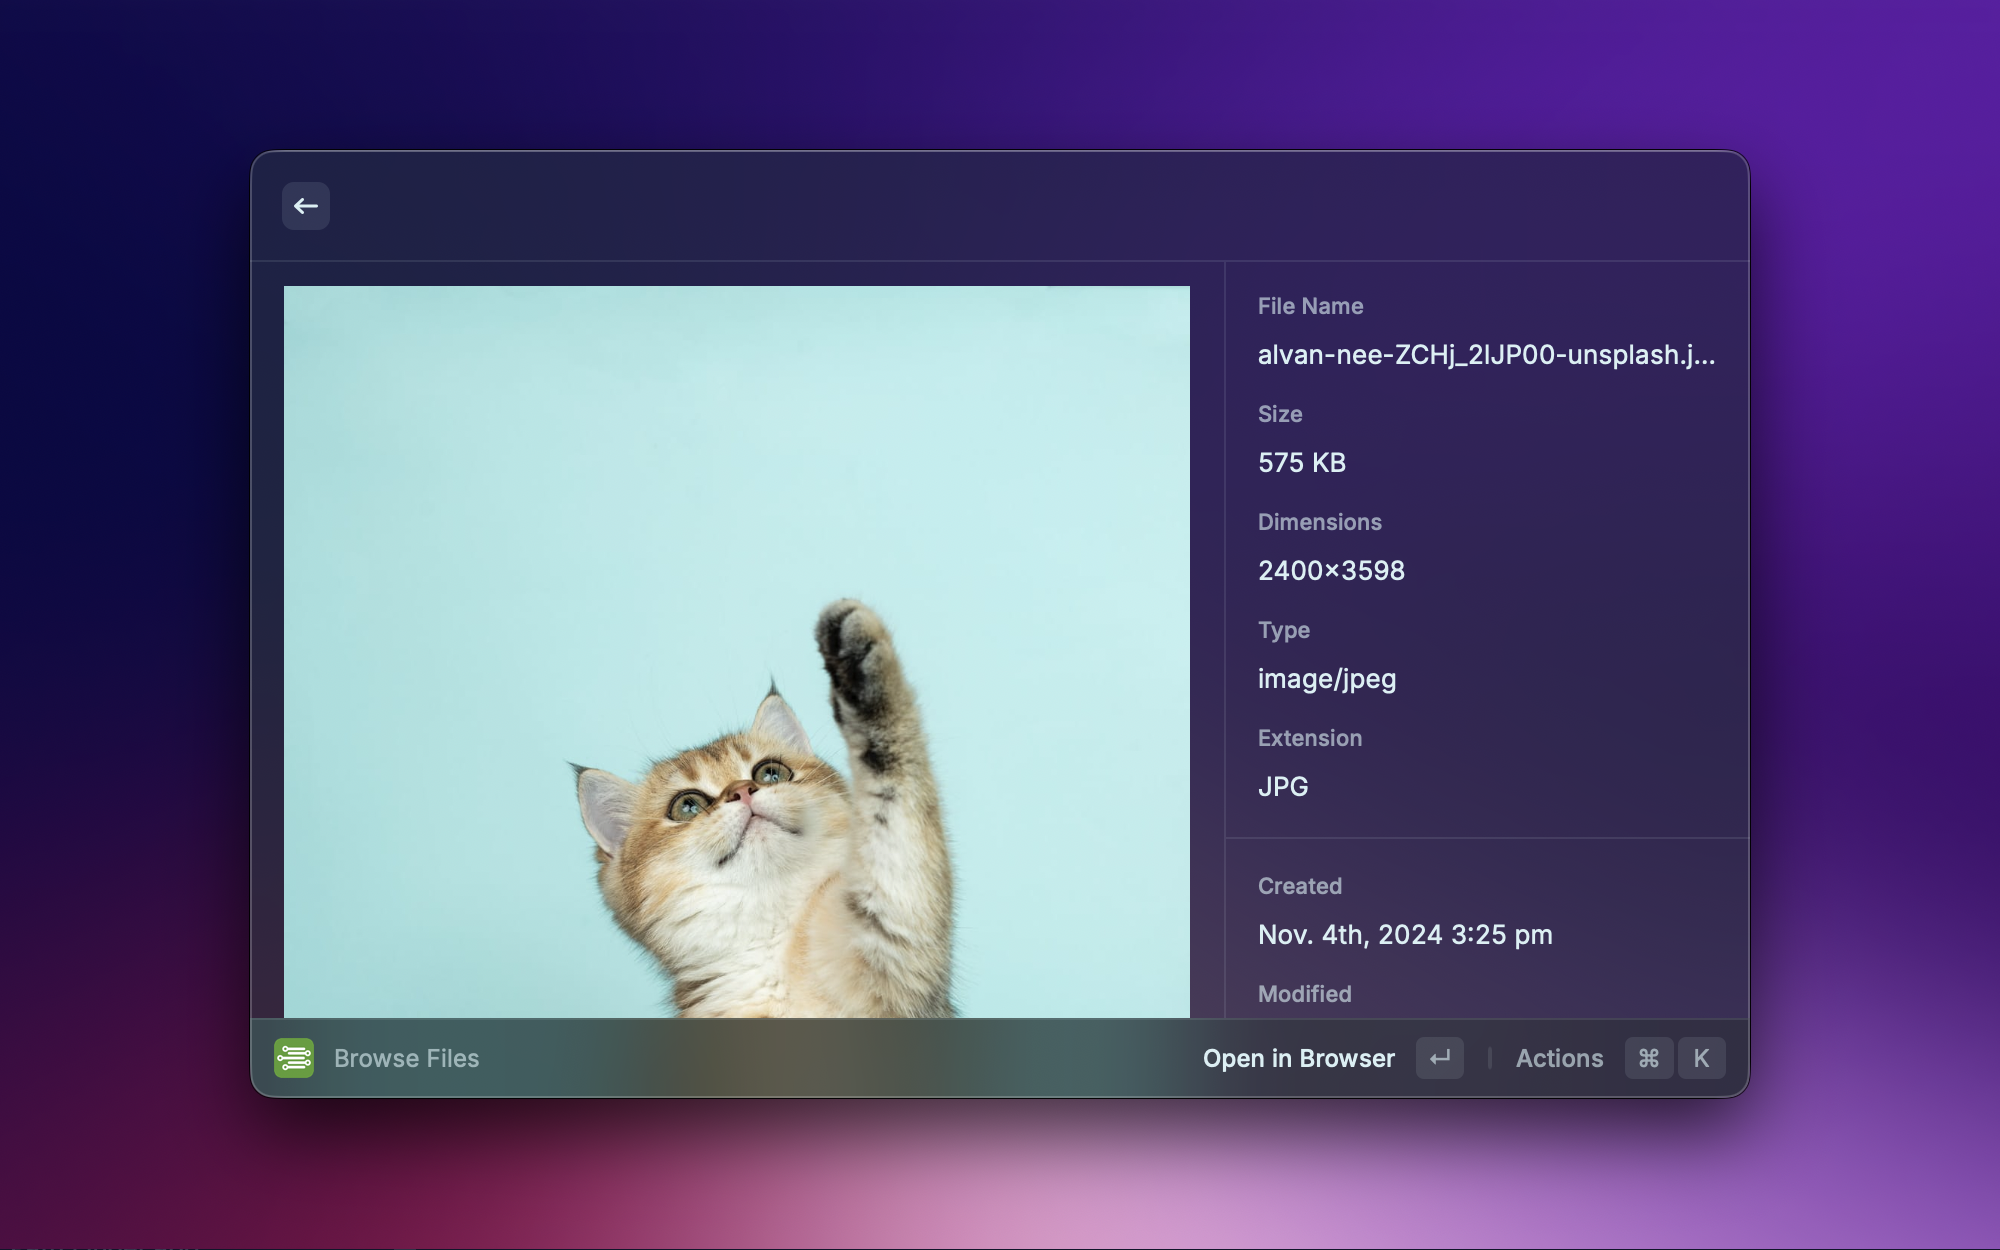 File Name
alvan-nee-ZCHj_2lJP00-unsplash.j...
Size
575 KB
Dimensions
2400×3598
Type
image/jpeg
Extension
JPG
Created
Nov. 4th, 2024 3:25 pm
Modified
Browse Files
Open in Browser ↵
Actions ⌘ K